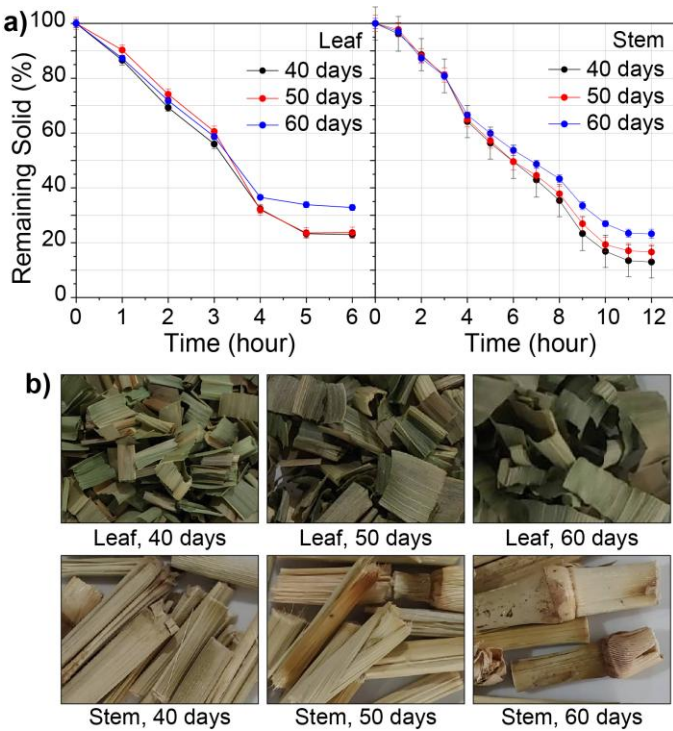 a)
Remaining Solid (%)
100
80
60
40
20
0
Leaf
40 days
50 days
60 days
0 1 2 3 4 5 6
Time (hour)
Stem
40 days
50 days
60 days
0 2 4 6 8 10 12
Time (hour)
b)
Leaf, 40 days
Leaf, 50 days
Leaf, 60 days
Stem, 40 days
Stem, 50 days
Stem, 60 days